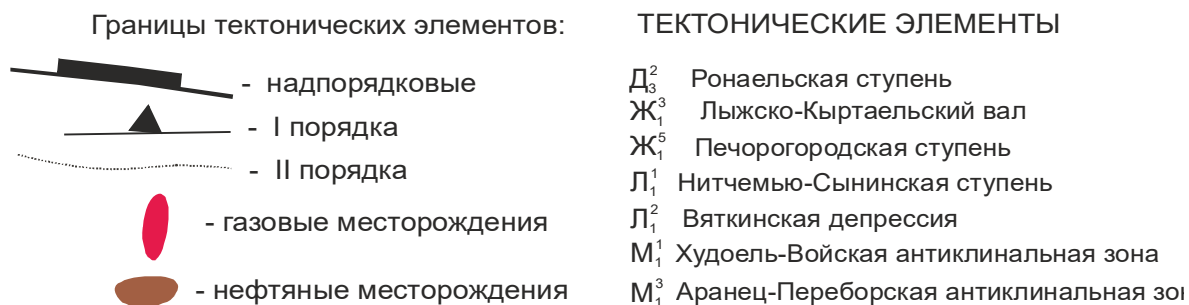 Границы тектонических элементов:
- надпорядковые
- I порядка
- II порядка
- газовые месторождения
- нефтяные месторождения
ТЕКТОНИЧЕСКИЕ ЭЛЕМЕНТЫ
Д₃² Ронаельская ступень
Ж₁³ Лыжско-Кыртаельский вал
Ж₁⁵ Печорогородская ступень
Л₁¹ Нитчемью-Сынинская ступень
Л₁² Вяткинская депрессия
М₁¹ Худоель-Войская антиклинальная зона
М₁³ Аранец-Переборская антиклинальная